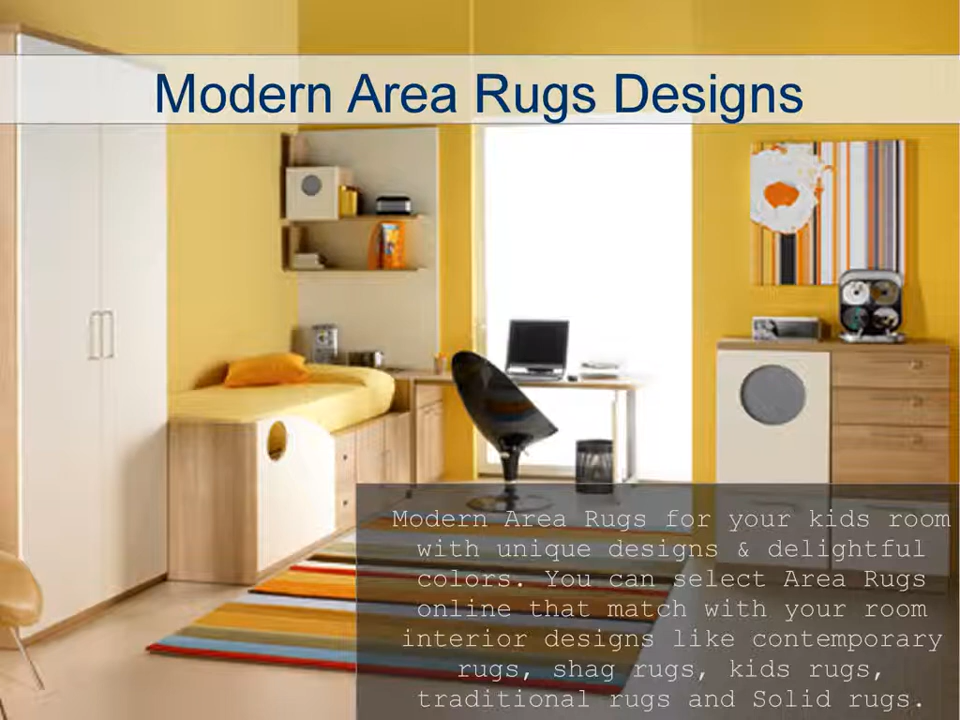 Modern Area Rugs Designs
Modern Area Rugs for your kids room
with unique designs & delightful
colors. You can select Area Rugs
online that match with your room
interior designs like contemporary
rugs, shag rugs, kids rugs,
traditional rugs and Solid rugs.